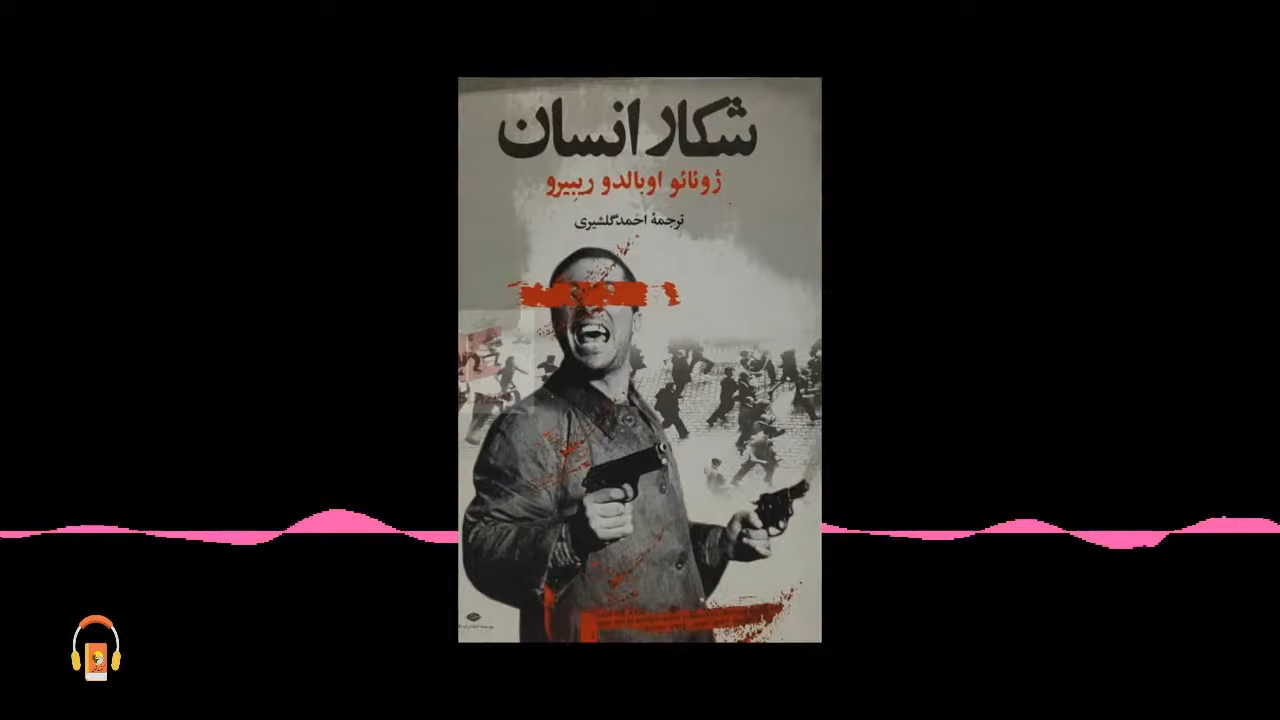 شکار انسان
ژوئائو اوبالدو ریبیرو
ترجمهٔ احمد گلشیری